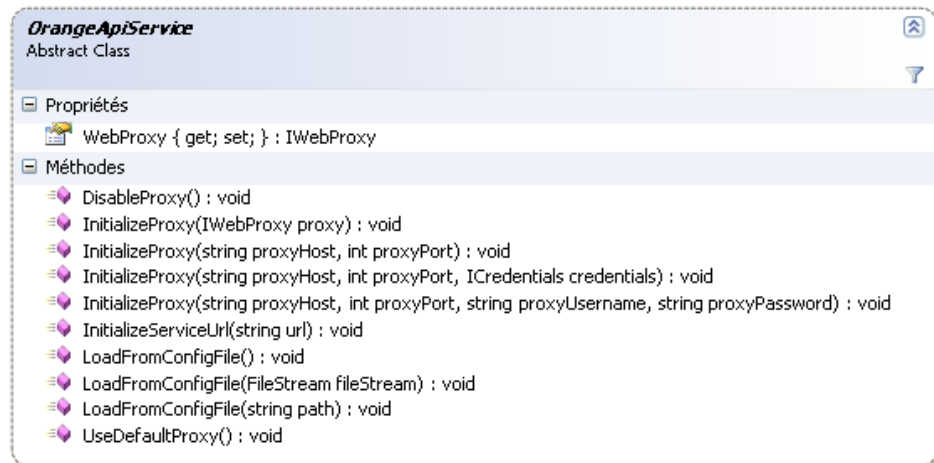 OrangeApiService
Abstract Class
Propriétés
WebProxy { get; set; } : IWebProxy
Méthodes
DisableProxy() : void
InitializeProxy(IWebProxy proxy) : void
InitializeProxy(string proxyHost, int proxyPort) : void
InitializeProxy(string proxyHost, int proxyPort, ICredentials credentials) : void
InitializeProxy(string proxyHost, int proxyPort, string proxyUsername, string proxyPassword) : void
InitializeServiceUrl(string url) : void
LoadFromConfigFile() : void
LoadFromConfigFile(FileStream fileStream) : void
LoadFromConfigFile(string path) : void
UseDefaultProxy() : void